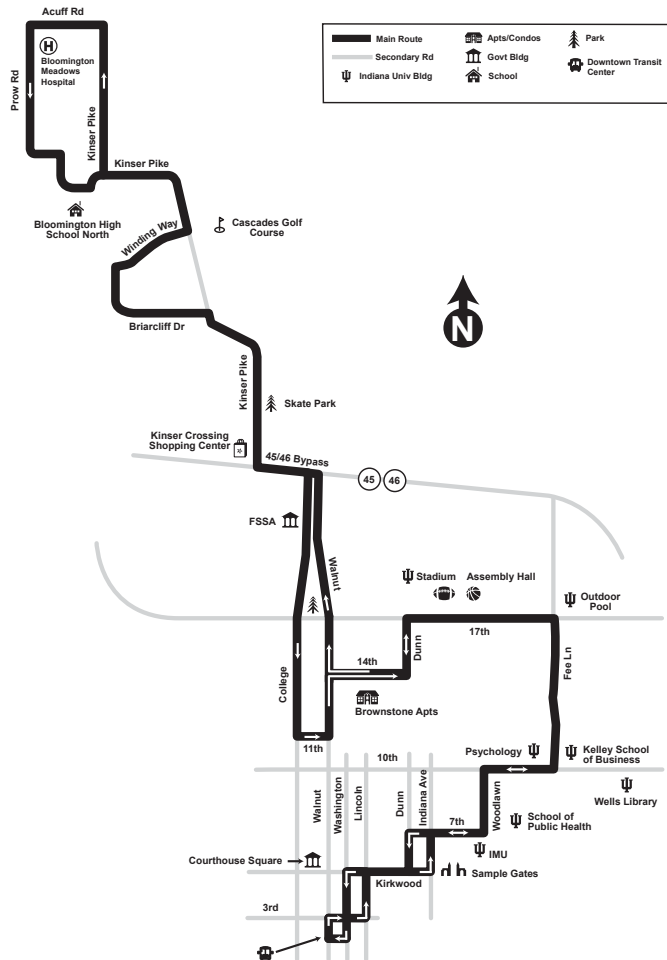 Acuff Rd
H
Bloomington
Meadows
Hospital
Prow Rd
Kinser Pike
Kinser Pike
Bloomington High
School North
Winding Way
Cascades Golf
Course
Briarcliff Dr
Main Route
Secondary Rd
Indiana Univ Bldg
Apts/Condos
Govt Bldg
School
Park
Downtown Transit
Center
N
Kinser Pike
Skate Park
Kinser Crossing
Shopping Center
45/46 Bypass
45
46
FSSA
Walnut
Stadium
Assembly Hall
Outdoor
Pool
17th
Dunn
14th
College
Fee Ln
Brownstone Apts
11th
10th
Psychology
Kelley School
of Business
Wells Library
Walnut
Washington
Lincoln
Dunn
Indiana Ave
Woodlawn
7th
School of
Public Health
IMU
Courthouse Square
Kirkwood
Sample Gates
3rd